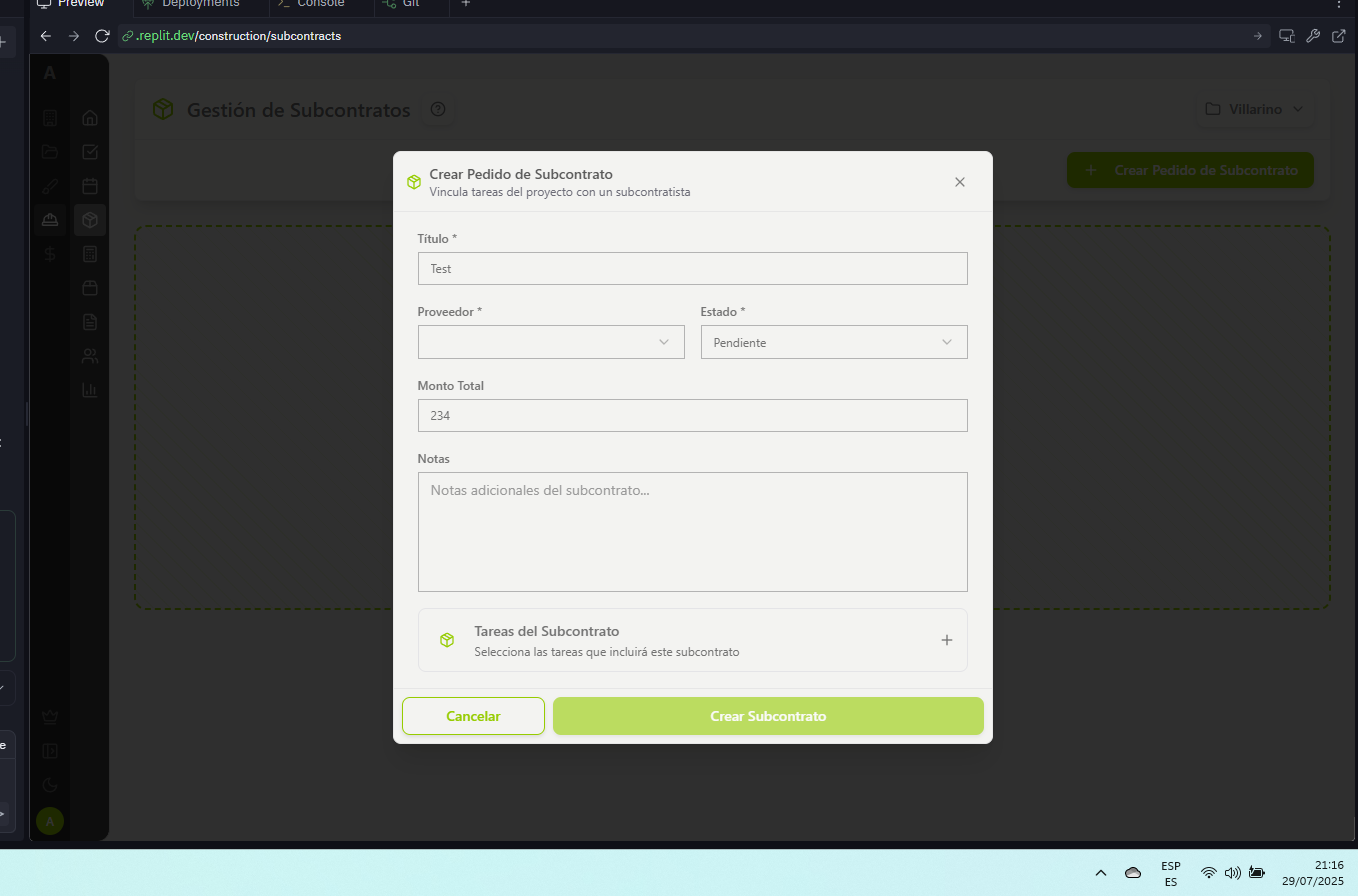 Preview
Deployments
Console
Git
.replit.dev/construction/subcontracts
A
Gestión de Subcontratos
Villarino
Crear Pedido de Subcontrato
Crear Pedido de Subcontrato
Vincula tareas del proyecto con un subcontratista
Título *
Test
Proveedor *
Estado *
Pendiente
Monto Total
234
Notas
Notas adicionales del subcontrato...
Tareas del Subcontrato
Selecciona las tareas que incluirá este subcontrato
Cancelar
Crear Subcontrato
A
ESP
ES
21:16
29/07/2025